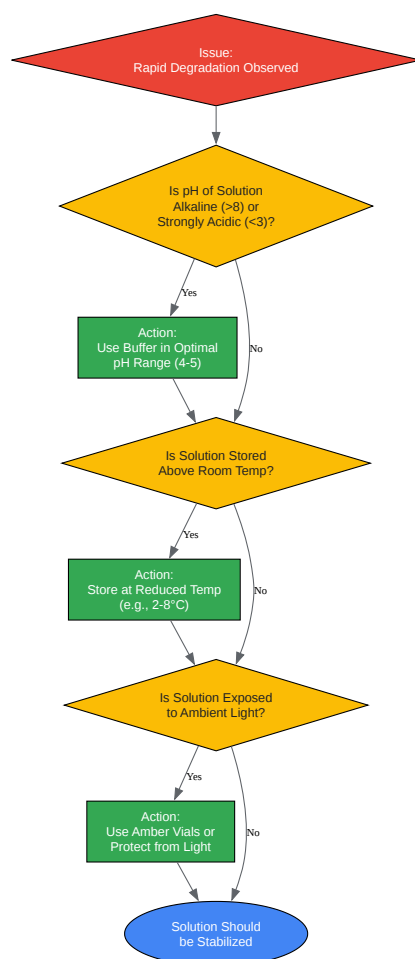 Issue:
Rapid Degradation Observed
Is pH of Solution
Alkaline (>8) or
Strongly Acidic (<3)?
Yes
Action:
Use Buffer in Optimal
pH Range (4-5)
No
Is Solution Stored
Above Room Temp?
Yes
Action:
Store at Reduced Temp
(e.g., 2-8°C)
No
Is Solution Exposed
to Ambient Light?
Yes
Action:
Use Amber Vials or
Protect from Light
No
Solution Should
be Stabilized